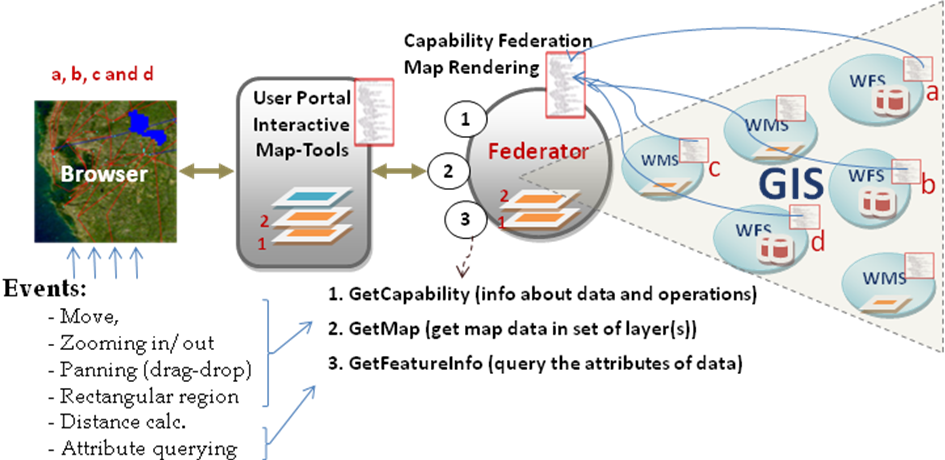 Capability Federation
Map Rendering
a, b, c and d
User Portal
Interactive
Map-Tools
Browser
2
1
1
2
3
Federator
2
1
GIS
WFS
a
WMS
WMS
c
WFS
b
WFS
d
WMS
Events:
- Move,
- Zooming in/ out
- Panning (drag-drop)
- Rectangular region
- Distance calc.
- Attribute querying
1. GetCapability (info about data and operations)
2. GetMap (get map data in set of layer(s))
3. GetFeatureInfo (query the attributes of data)